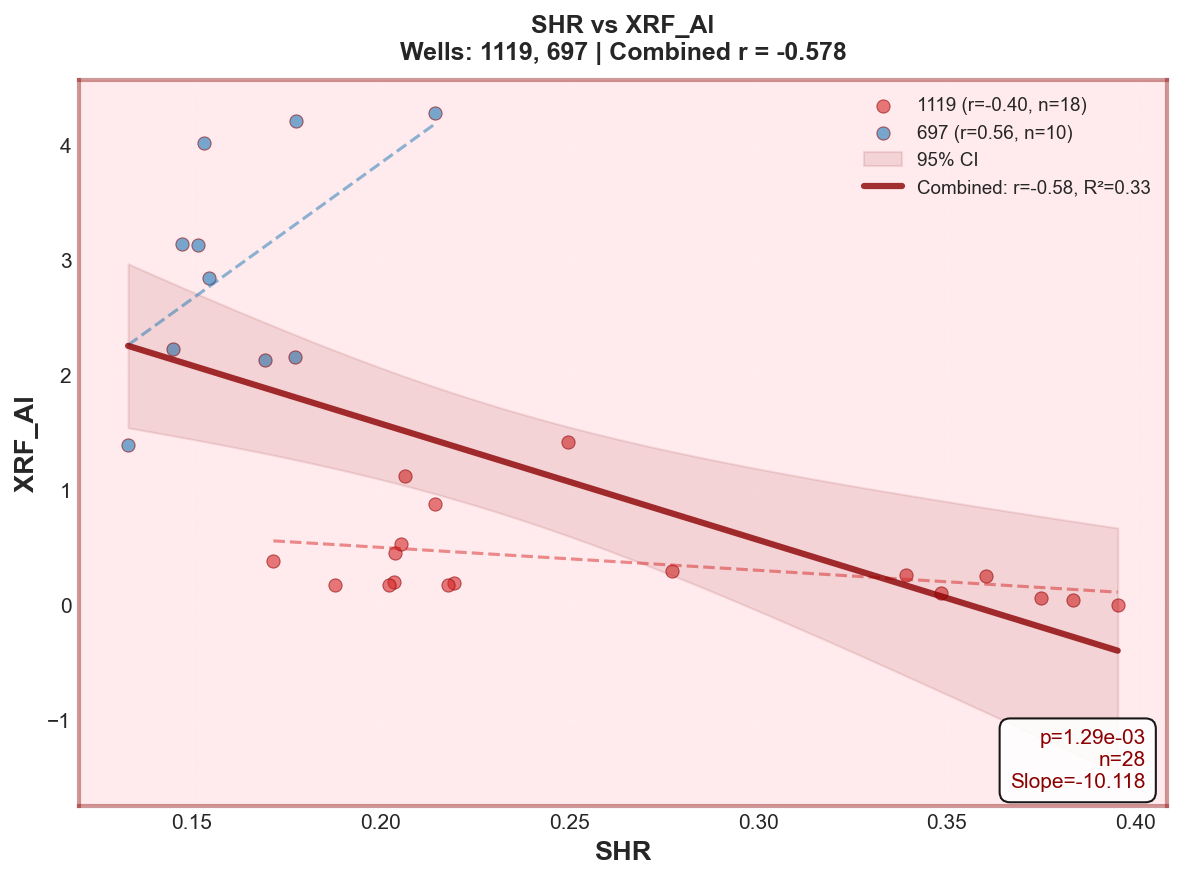 SHR vs XRF_Al
Wells: 1119, 697 | Combined r = -0.578
1119 (r=-0.40, n=18)
697 (r=0.56, n=10)
95% CI
Combined: r=-0.58, R²=0.33
XRF_Al
4
3
2
1
0
−1
p=1.29e-03
n=28
Slope=-10.118
0.15 0.20 0.25 0.30 0.35 0.40
SHR